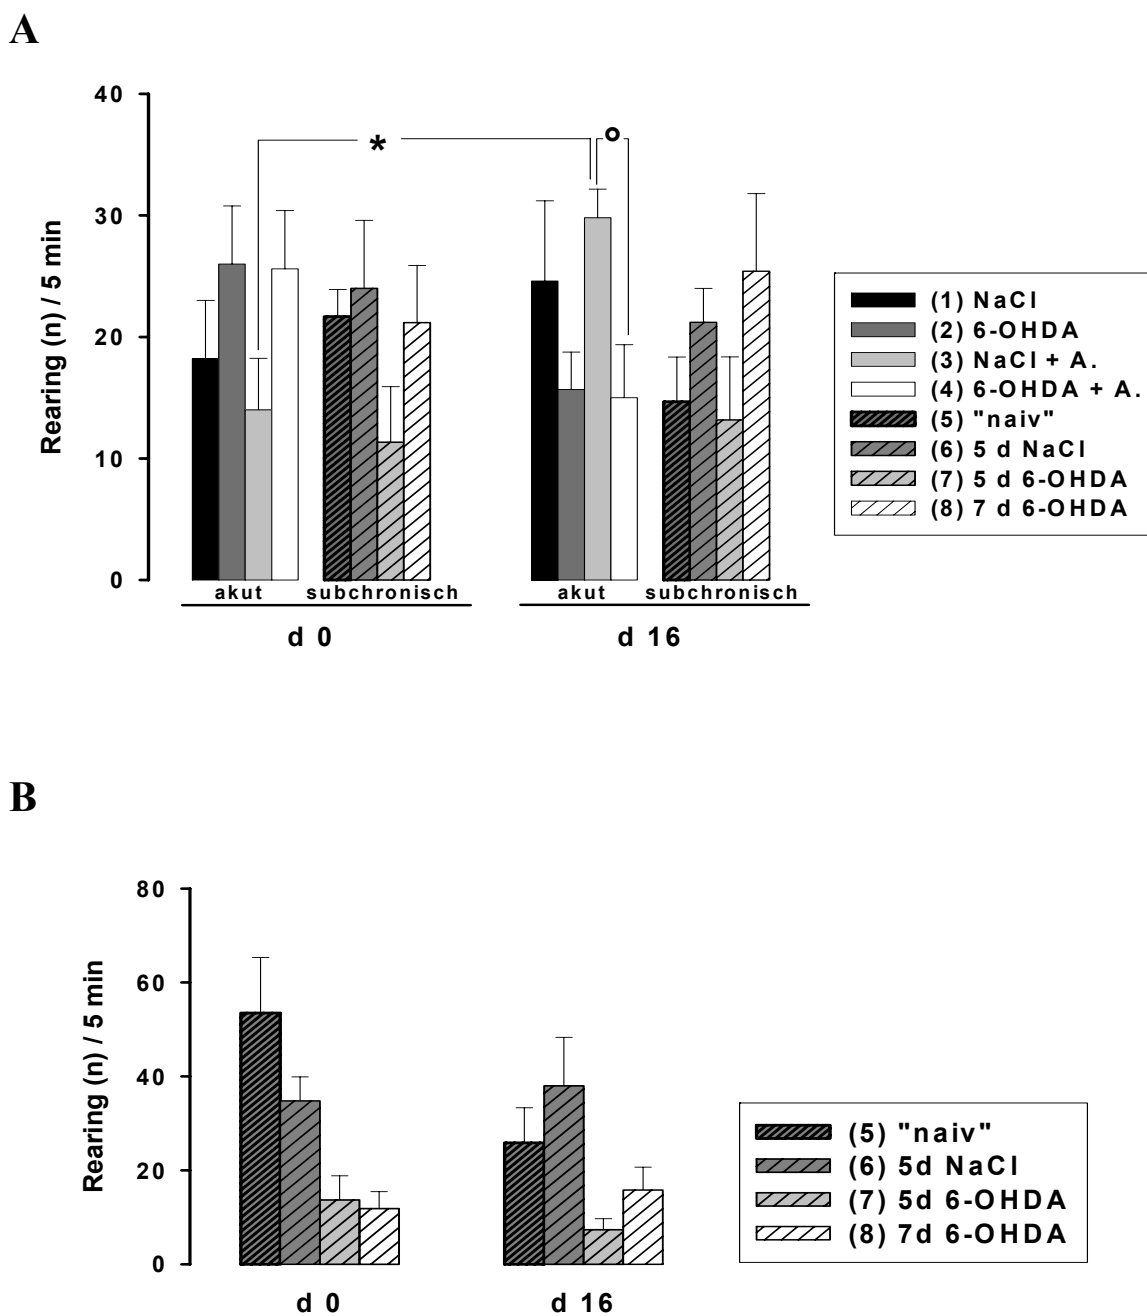 A
Rearing (n) / 5 min
40
30
20
10
0
*
°
akut
subchronisch
akut
subchronisch
d 0
d 16
(1) NaCl
(2) 6-OHDA
(3) NaCl + A.
(4) 6-OHDA + A.
(5) "naiv"
(6) 5 d NaCl
(7) 5 d 6-OHDA
(8) 7 d 6-OHDA
B
Rearing (n) / 5 min
80
60
40
20
0
d 0
d 16
(5) "naiv"
(6) 5d NaCl
(7) 5d 6-OHDA
(8) 7d 6-OHDA